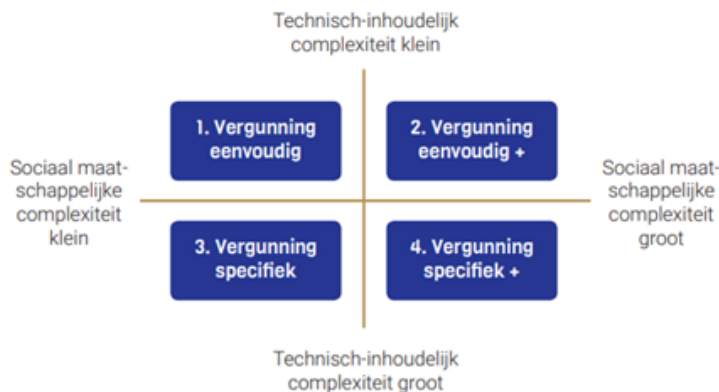 Technisch-inhoudelijk
complexiteit klein
1. Vergunning
eenvoudig
2. Vergunning
eenvoudig +
Sociaal maat-
schappelijke
complexiteit
klein
Sociaal maat-
schappelijke
complexiteit
groot
3. Vergunning
specifiek
4. Vergunning
specifiek +
Technisch-inhoudelijk
complexiteit groot